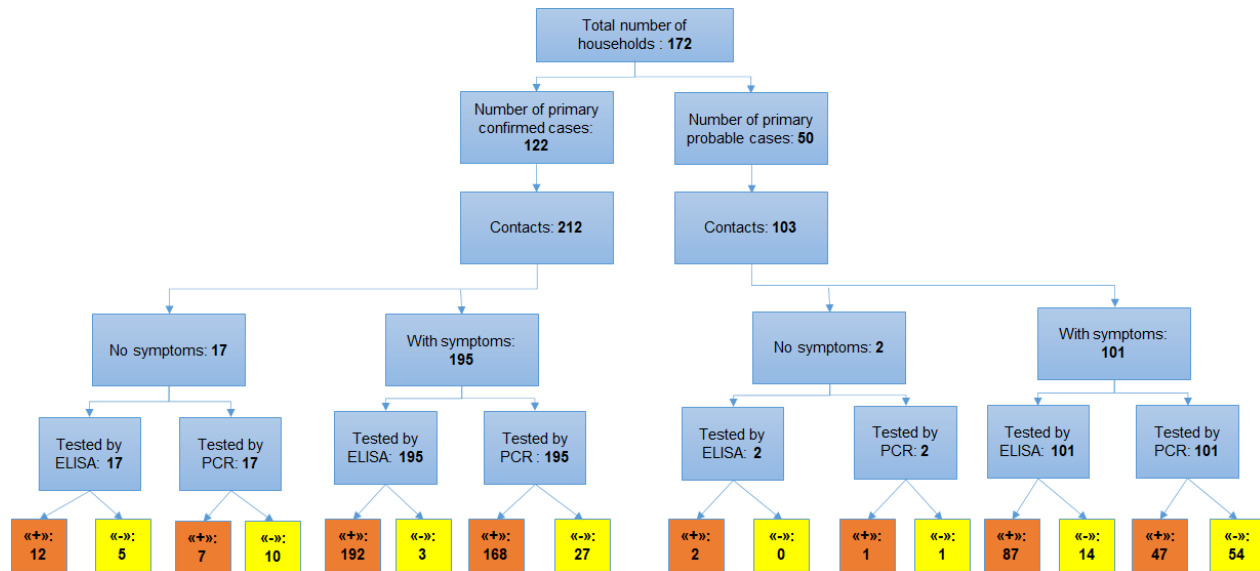 Total number of
households : 172
Number of primary
confirmed cases:
122
Number of primary
probable cases: 50
Contacts: 212
Contacts: 103
No symptoms: 17
With symptoms:
195
No symptoms: 2
With symptoms:
101
Tested by
ELISA: 17
Tested by
PCR: 17
Tested by
ELISA: 195
Tested by
PCR : 195
Tested by
ELISA: 2
Tested by
PCR: 2
Tested by
ELISA: 101
Tested by
PCR: 101
«+»:
12
«-»:
5
«+»:
7
«-»:
10
«+»:
192
«-»:
3
«+»:
168
«-»:
27
«+»:
2
«-»:
0
«+»:
1
«-»:
1
«+»:
87
«-»:
14
«+»:
47
«-»:
54